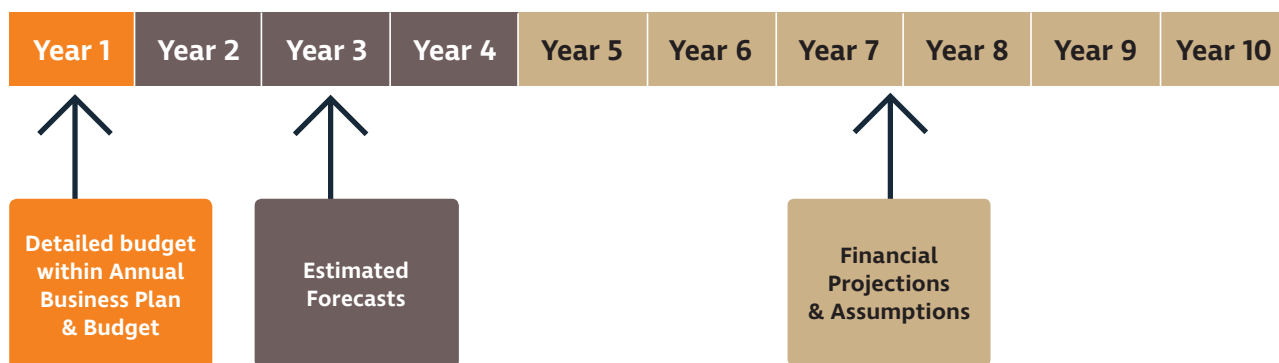 Year 1 Year 2 Year 3 Year 4 Year 5 Year 6 Year 7 Year 8 Year 9 Year 10
Detailed budget
within Annual
Business Plan
& Budget
Estimated
Forecasts
Financial
Projections
& Assumptions